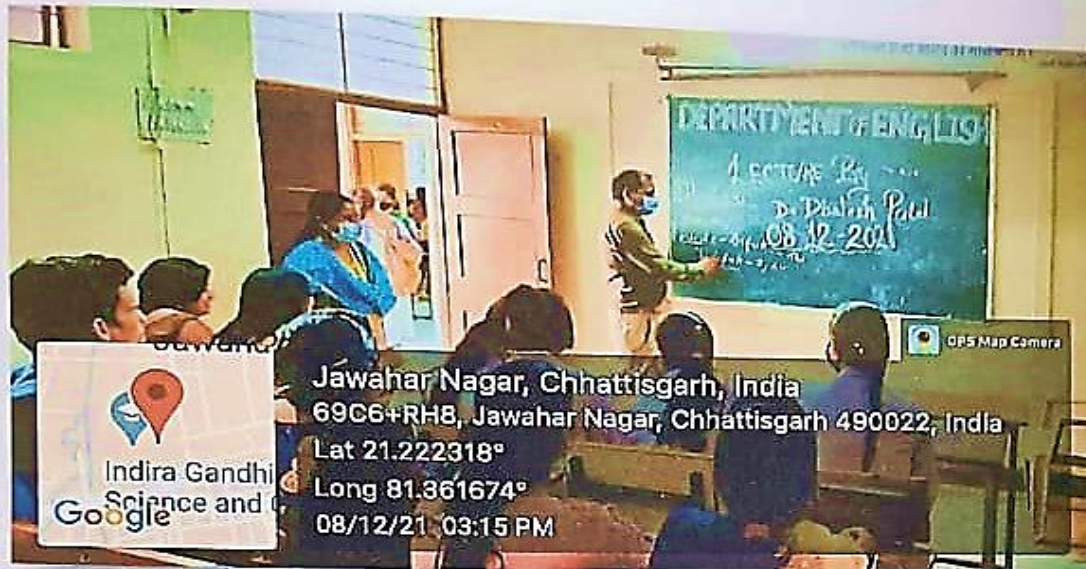 DEPARTMENT of ENGLISH
A LECTURE By
Dr. Patel
08-12-2021
GPS Map Camera
Jawahar Nagar, Chhattisgarh, India
69C6+RH8, Jawahar Nagar, Chhattisgarh 490022, India
Lat 21.222318°
Long 81.361674°
08/12/21 03:15 PM
Indira Gandhi
Science and
Google